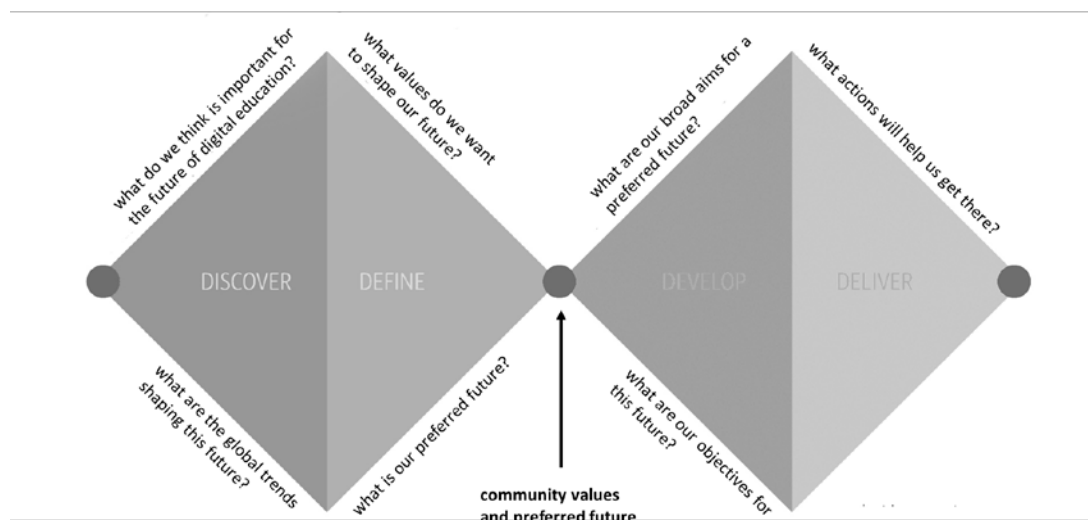 what do we think is important for
the future of digital education?
what values do we want
to shape our future?
what are our broad aims for a
preferred future?
what actions will help us get there?
DISCOVER
DEFINE
DEVELOP
DELIVER
what are the global trends
shaping this future?
what is our preferred future?
what are our objectives for
this future?
community values
and preferred future